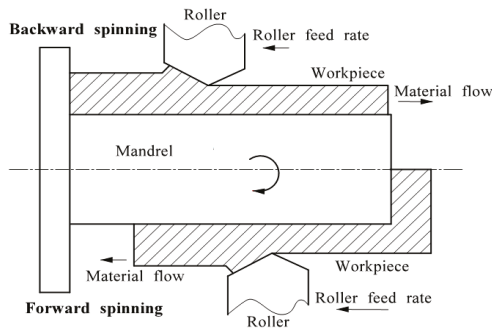 Roller
Backward spinning
Roller feed rate
Workpiece
Material flow
Mandrel
Material flow
Workpiece
Forward spinning
Roller feed rate
Roller